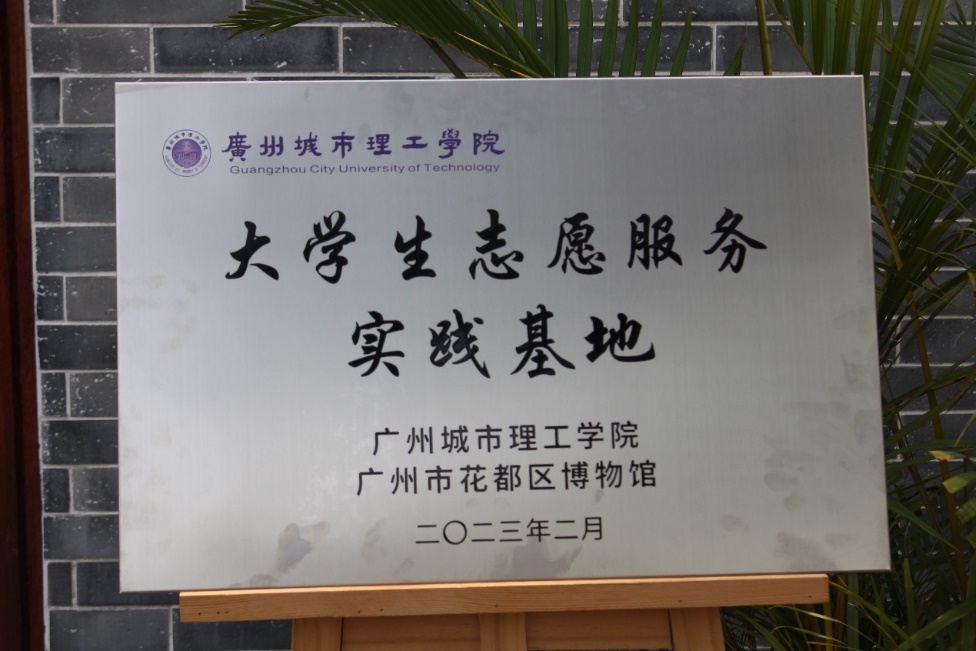 廣州城市理工學院
Guangzhou City University of Technology
大学生志愿服务
实践基地
广州城市理工学院
广州市花都区博物馆
二〇二三年二月